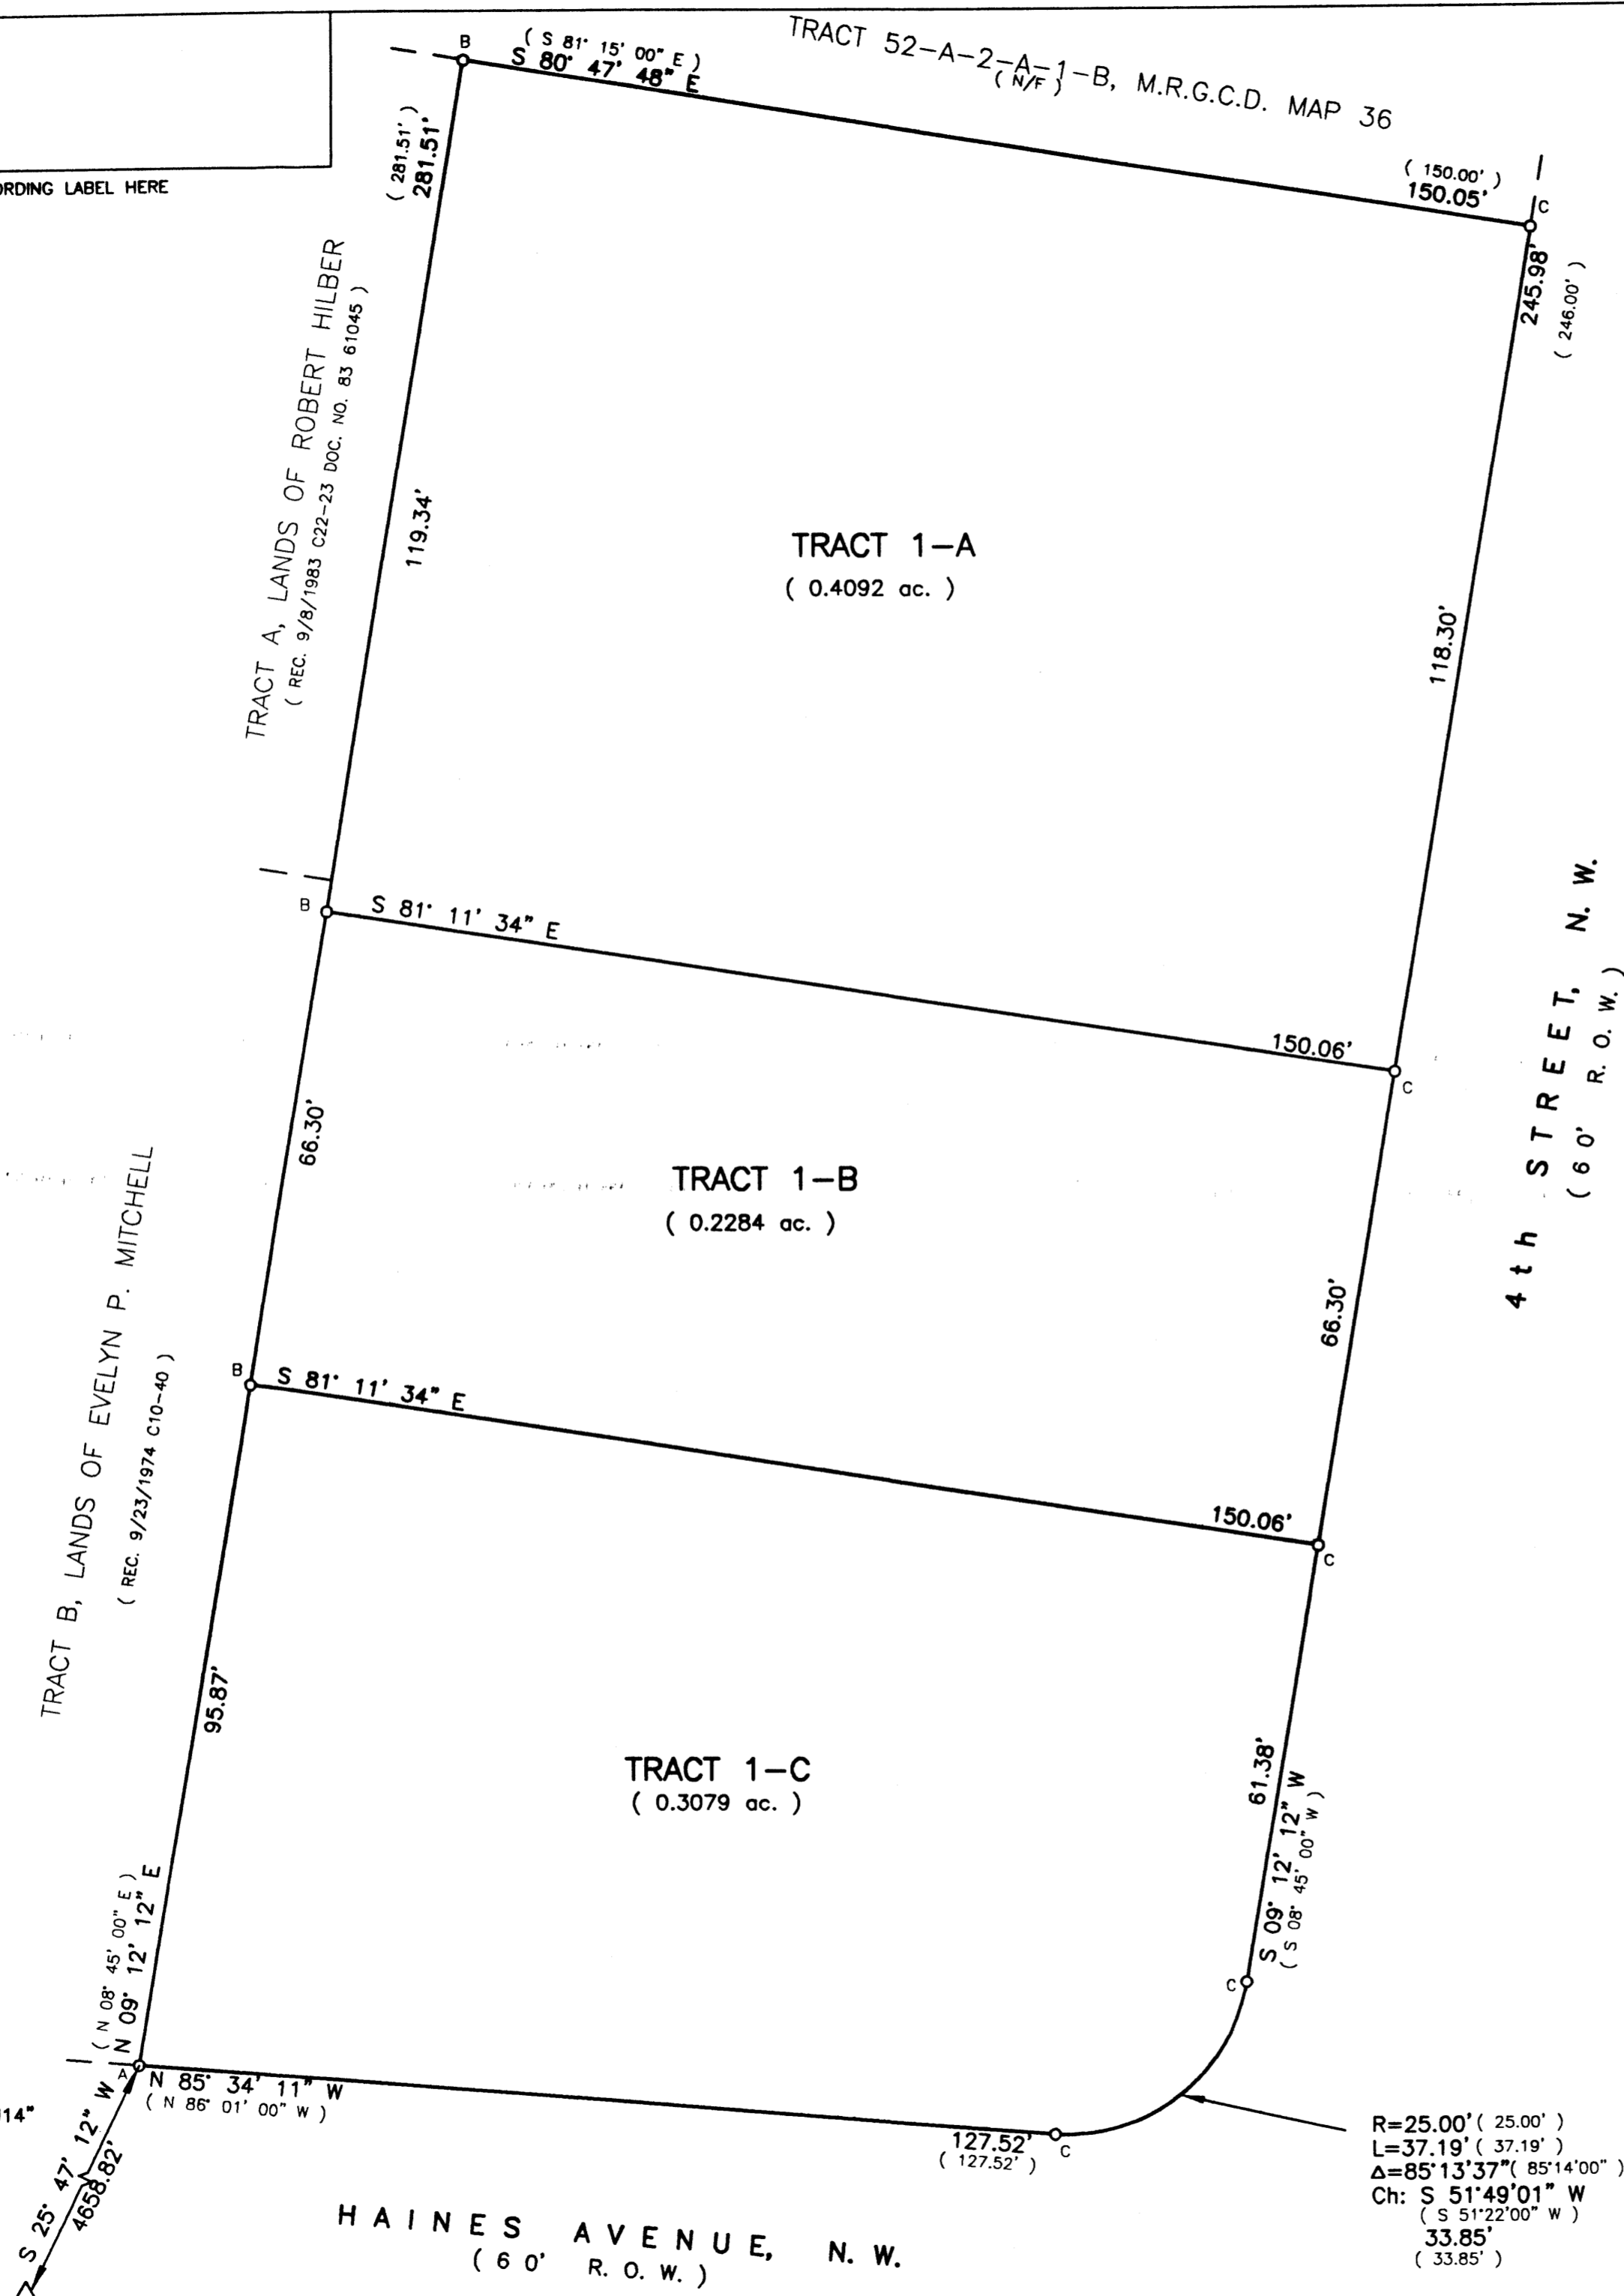 TRACT 52-A-2-A-1-B, M.R.G.C.D. MAP 36
( N/F )
B
( S 81° 15' 00" E )
S 80° 47' 48" E
( 150.00' )
150.05'
C
ORDING LABEL HERE
( 281.51' )
281.51'
245.98'
( 246.00' )
TRACT A, LANDS OF ROBERT HILBER
( REC. 9/8/1983 C22-23 DOC. NO. 83 61045 )
119.34'
TRACT 1-A
( 0.4092 ac. )
118.30'
B
S 81° 11' 34" E
150.06'
C
4th STREET, N. W.
( 60' R. O. W. )
66.30'
TRACT 1-B
( 0.2284 ac. )
66.30'
TRACT B, LANDS OF EVELYN P. MITCHELL
( REC. 9/23/1974 C10-40 )
B
S 81° 11' 34" E
150.06'
C
95.87'
TRACT 1-C
( 0.3079 ac. )
61.38'
S 09° 12' 12" W
( S 08° 45' 00" W )
( N 08° 45' 00" E )
N 09° 12' 12" E
C
A
N 85° 34' 11" W
( N 86° 01' 00" W )
127.52'
( 127.52' )
C
14"
S 25° 47' 12" W
4658.82'
R=25.00' ( 25.00' )
L=37.19' ( 37.19' )
Δ=85°13'37" ( 85°14'00" )
Ch: S 51°49'01" W
( S 51°22'00" W )
33.85'
( 33.85' )
HAINES AVENUE, N. W.
( 60' R. O. W. )